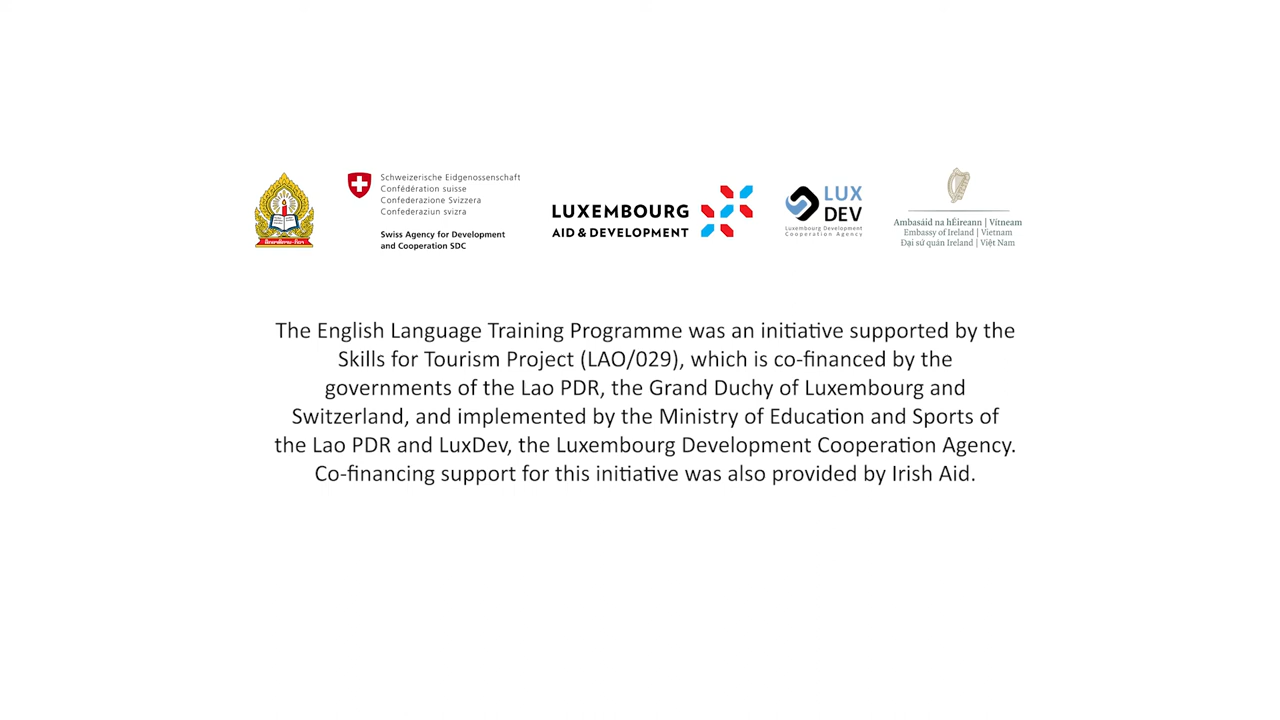 Schweizerische Eidgenossenschaft
Confédération suisse
Confederazione Svizzera
Confederaziun svizra
Swiss Agency for Development
and Cooperation SDC
LUXEMBOURG
AID & DEVELOPMENT
LUX
DEV
Luxembourg Development
Cooperation Agency
Ambasáid na hÉireann | Vítneam
Embassy of Ireland | Vietnam
Đại sứ quán Ireland | Việt Nam
The English Language Training Programme was an initiative supported by the
Skills for Tourism Project (LAO/029), which is co-financed by the
governments of the Lao PDR, the Grand Duchy of Luxembourg and
Switzerland, and implemented by the Ministry of Education and Sports of
the Lao PDR and LuxDev, the Luxembourg Development Cooperation Agency.
Co-financing support for this initiative was also provided by Irish Aid.